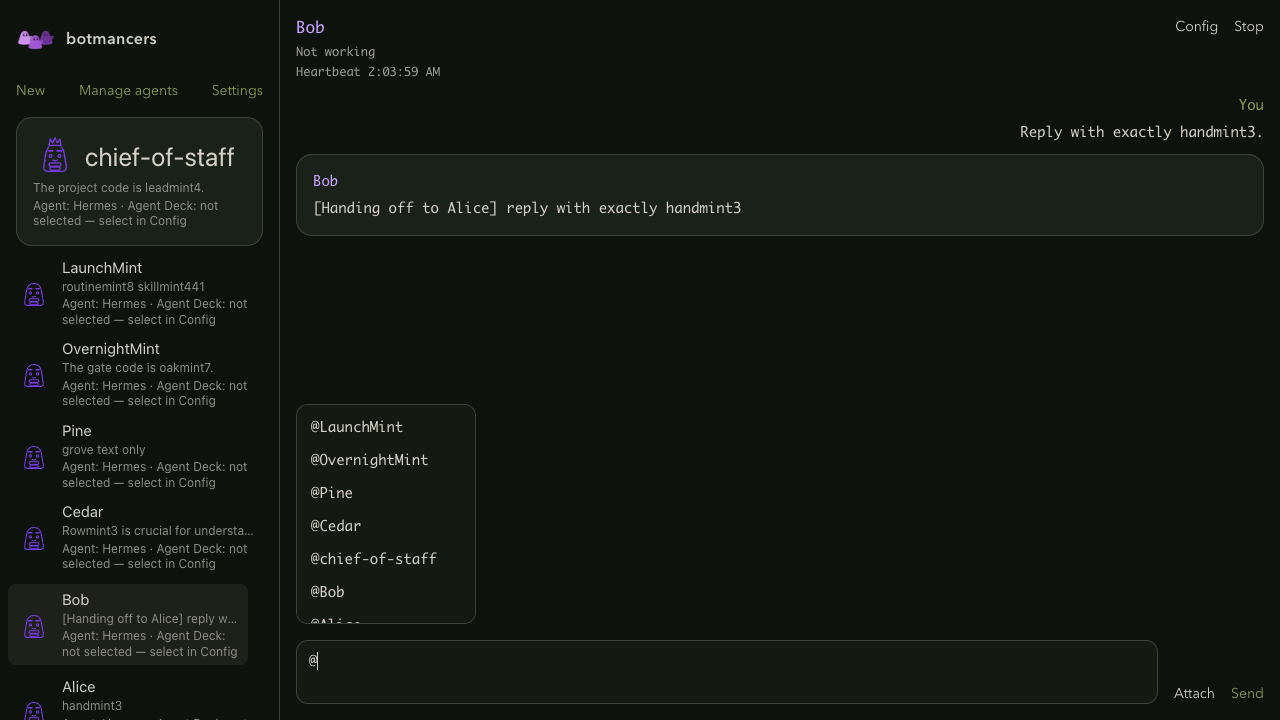 botmancers
New
Manage agents
Settings
chief-of-staff
The project code is leadmint4.
Agent: Hermes · Agent Deck: not
selected — select in Config
LaunchMint
routinemint8 skillmint441
Agent: Hermes · Agent Deck: not
selected — select in Config
OvernightMint
The gate code is oakmint7.
Agent: Hermes · Agent Deck: not
selected — select in Config
Pine
grove text only
Agent: Hermes · Agent Deck: not
selected — select in Config
Cedar
Rowmint3 is crucial for understa...
Agent: Hermes · Agent Deck: not
selected — select in Config
Bob
[Handing off to Alice] reply w...
Agent: Hermes · Agent Deck:
not selected — select in Config
Alice
handmint3
Bob
Not working
Heartbeat 2:03:59 AM
Config
Stop
You
Reply with exactly handmint3.
Bob
[Handing off to Alice] reply with exactly handmint3
@LaunchMint
@OvernightMint
@Pine
@Cedar
@chief-of-staff
@Bob
@Alice
@
Attach
Send